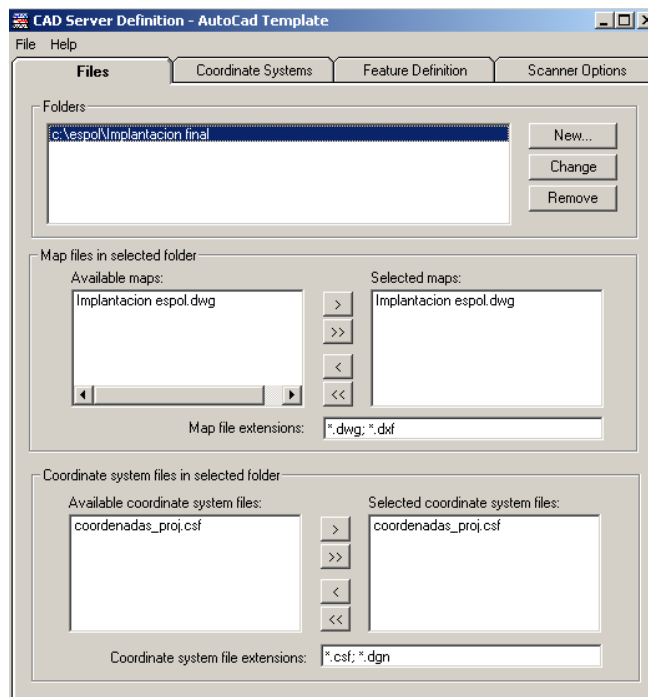 CAD Server Definition - AutoCad Template
File Help
Files Coordinate Systems Feature Definition Scanner Options
Folders
c:\espol\Implantacion final
New...
Change
Remove
Map files in selected folder
Available maps: Selected maps:
Implantacion espol.dwg > Implantacion espol.dwg
>>
<
<<
Map file extensions: *.dwg; *.dxf
Coordinate system files in selected folder
Available coordinate system files: Selected coordinate system files:
coordenadas_proj.csf > coordenadas_proj.csf
>>
<
<<
Coordinate system file extensions: *.csf; *.dgn